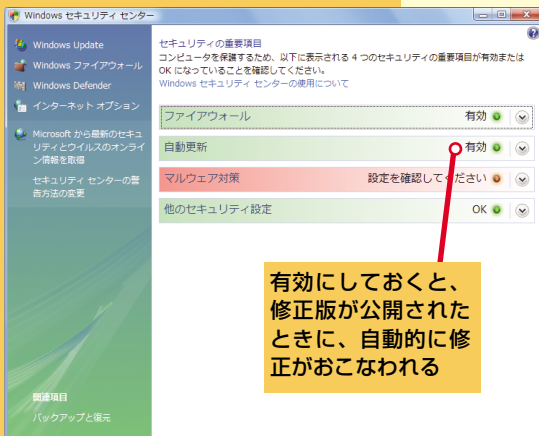 Windows セキュリティ センター
Windows Update
Windows ファイアウォール
Windows Defender
インターネット オプション
Microsoft から最新のセキュ
リティとウイルスのオンライ
ン情報を取得
セキュリティ センターの警
告方法の変更
関連項目
バックアップと復元
セキュリティの重要項目
コンピュータを保護するため、以下に表示される 4 つのセキュリティの重要項目が有効または
OK になっていることを確認してください。
Windows セキュリティ センターの使用について
ファイアウォール 有効
自動更新 有効
マルウェア対策 設定を確認してください
他のセキュリティ設定 OK
有効にしておくと、
修正版が公開された
ときに、自動的に修
正がおこなわれる